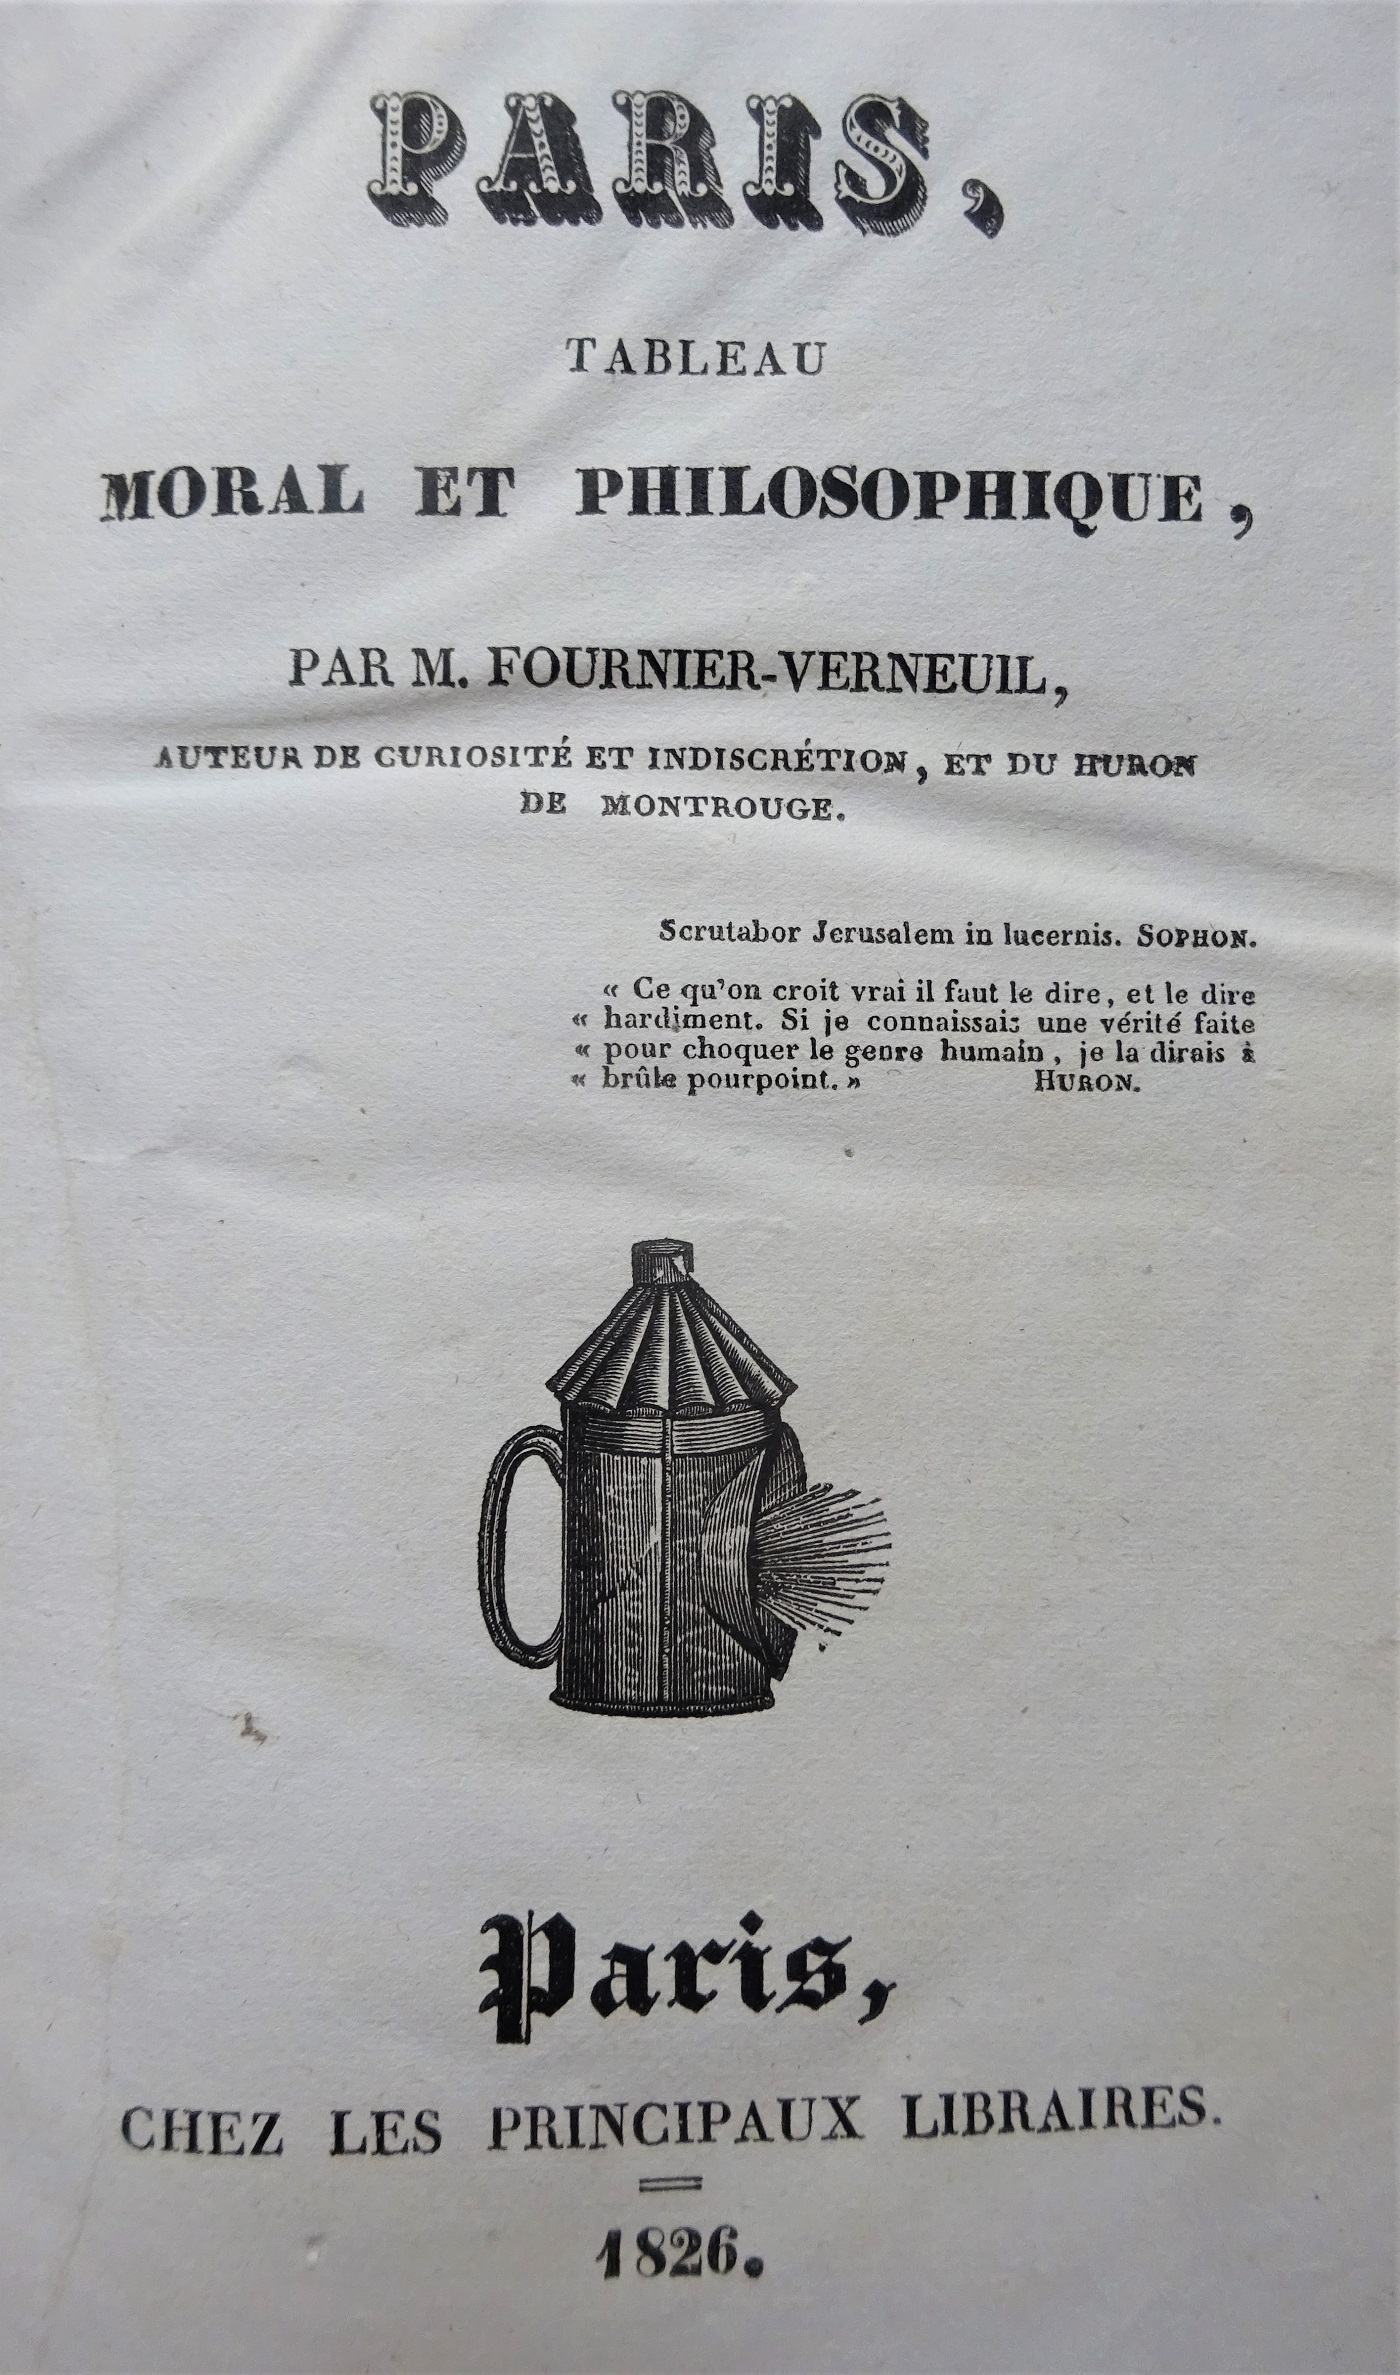 PARIS,
TABLEAU
MORAL ET PHILOSOPHIQUE,
PAR M. FOURNIER-VERNEUIL,
AUTEUR DE CURIOSITÉ ET INDISCRÉTION, ET DU HURON
DE MONTROUGE.
Scrutabor Jerusalem in lucernis. SOPHON.
« Ce qu'on croit vrai il faut le dire, et le dire
« hardiment. Si je connaissais une vérité faite
« pour choquer le genre humain, je la dirais à
« brûle pourpoint. » HURON.
Paris,
CHEZ LES PRINCIPAUX LIBRAIRES.
1826.